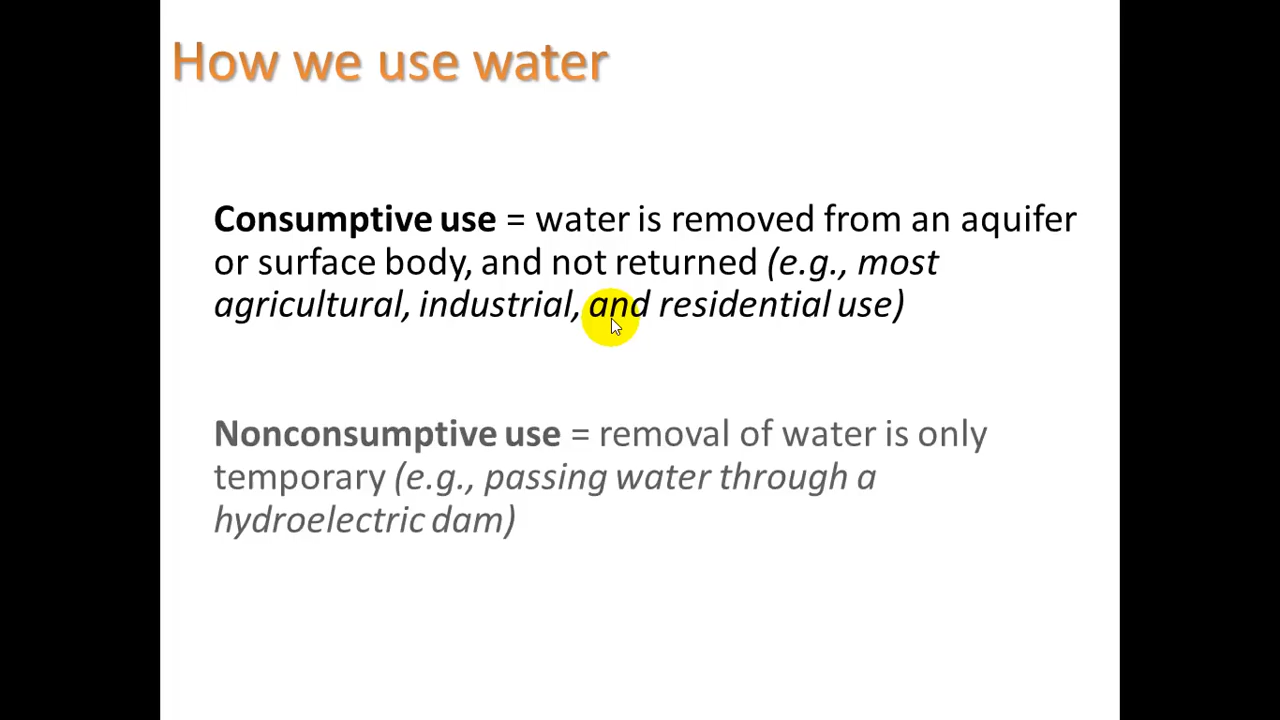 How we use water
Consumptive use = water is removed from an aquifer
or surface body, and not returned (e.g., most
agricultural, industrial, and residential use)
Nonconsumptive use = removal of water is only
temporary (e.g., passing water through a
hydroelectric dam)